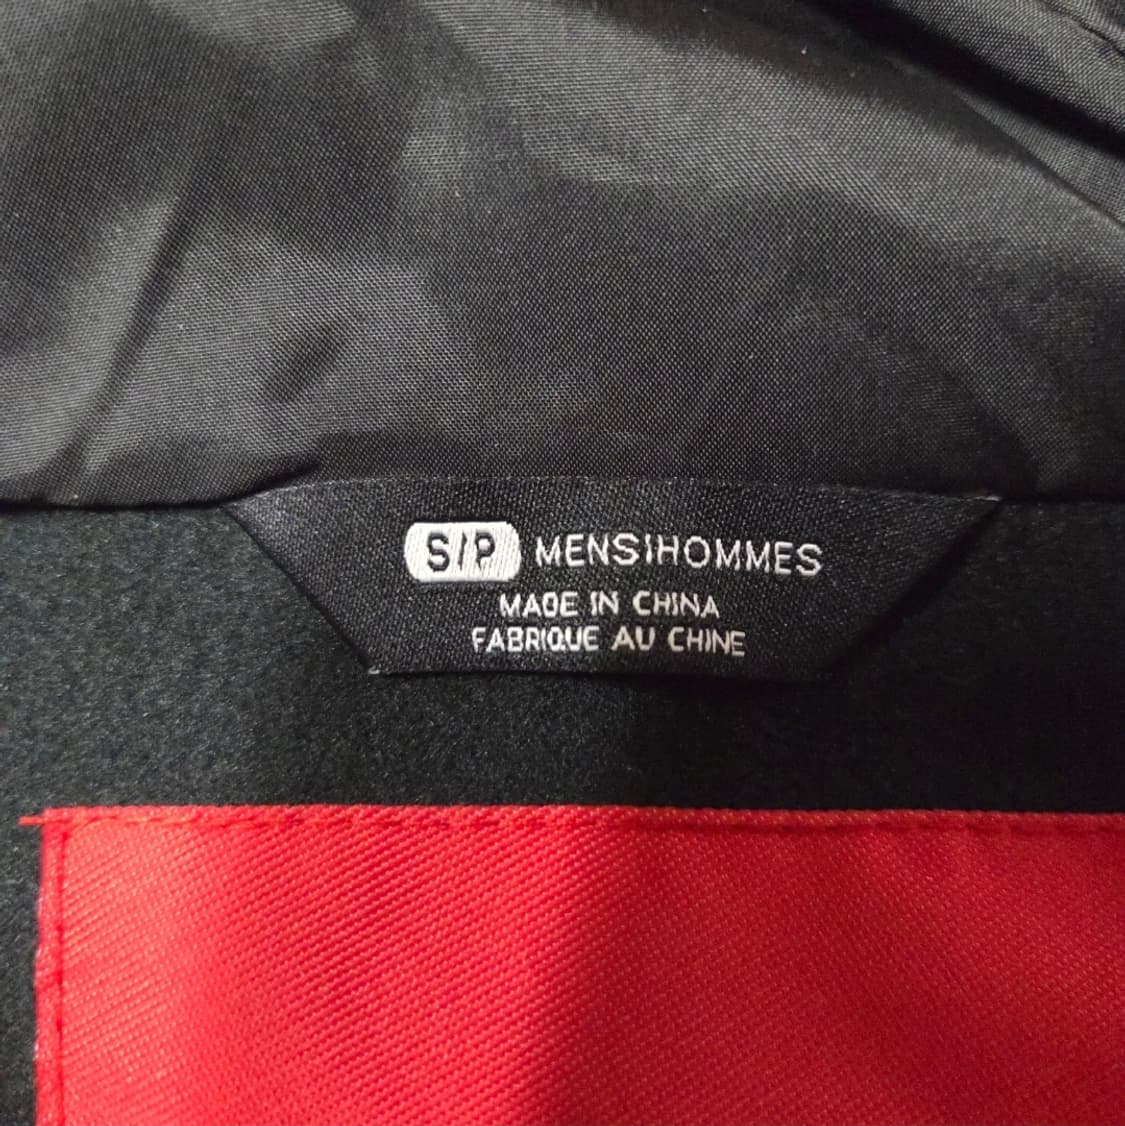 S/P MENS/HOMMES
MADE IN CHINA
FABRIQUE AU CHINE